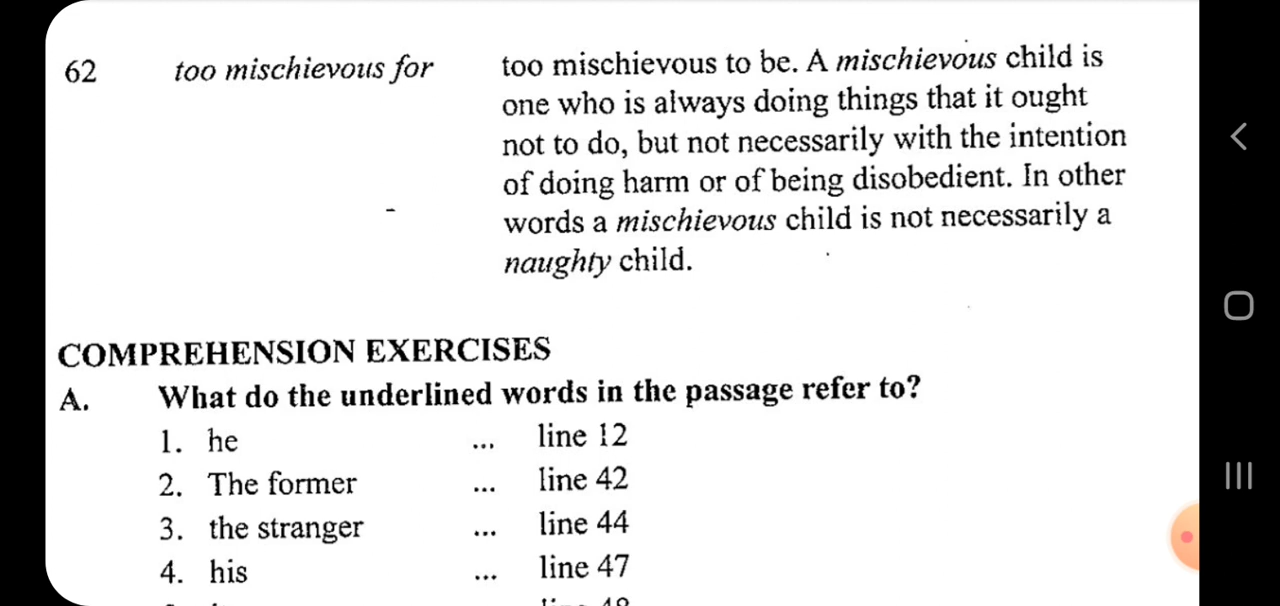 62 too mischievous for too mischievous to be. A mischievous child is
one who is always doing things that it ought
not to do, but not necessarily with the intention
of doing harm or of being disobedient. In other
words a mischievous child is not necessarily a
naughty child.
COMPREHENSION EXERCISES
A. What do the underlined words in the passage refer to?
1. he ... line 12
2. The former ... line 42
3. the stranger ... line 44
4. his ... line 47